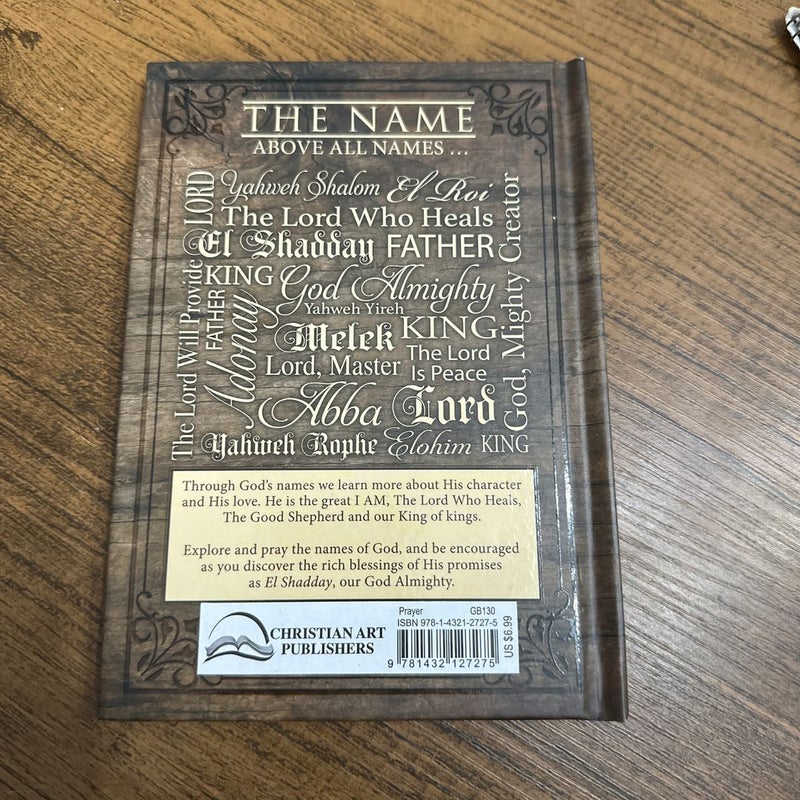 THE NAME
ABOVE ALL NAMES ...
Yahweh Shalom El Roi
The Lord Who Heals
El Shadday FATHER
KING God Almighty
Yahweh Yireh
Melek KING
Lord, Master The Lord
Is Peace
Abba Lord
Yahweh Rophe Elohim KING
The Lord Will Provide LORD
FATHER
Adonay
God, Mighty Creator
Through God's names we learn more about His character
and His love. He is the great I AM, The Lord Who Heals,
The Good Shepherd and our King of kings.
Explore and pray the names of God, and be encouraged
as you discover the rich blessings of His promises
as El Shadday, our God Almighty.
CHRISTIAN ART
PUBLISHERS
Prayer GB130
ISBN 978-1-4321-2727-5
9 781432 127275
US $6.99